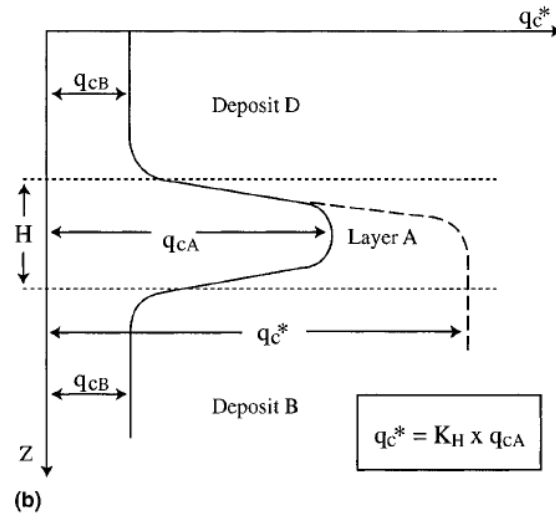 qc*
qcB
Deposit D
H
qcA
Layer A
qc*
qcB
Deposit B
qc* = KH x qcA
Z
(b)